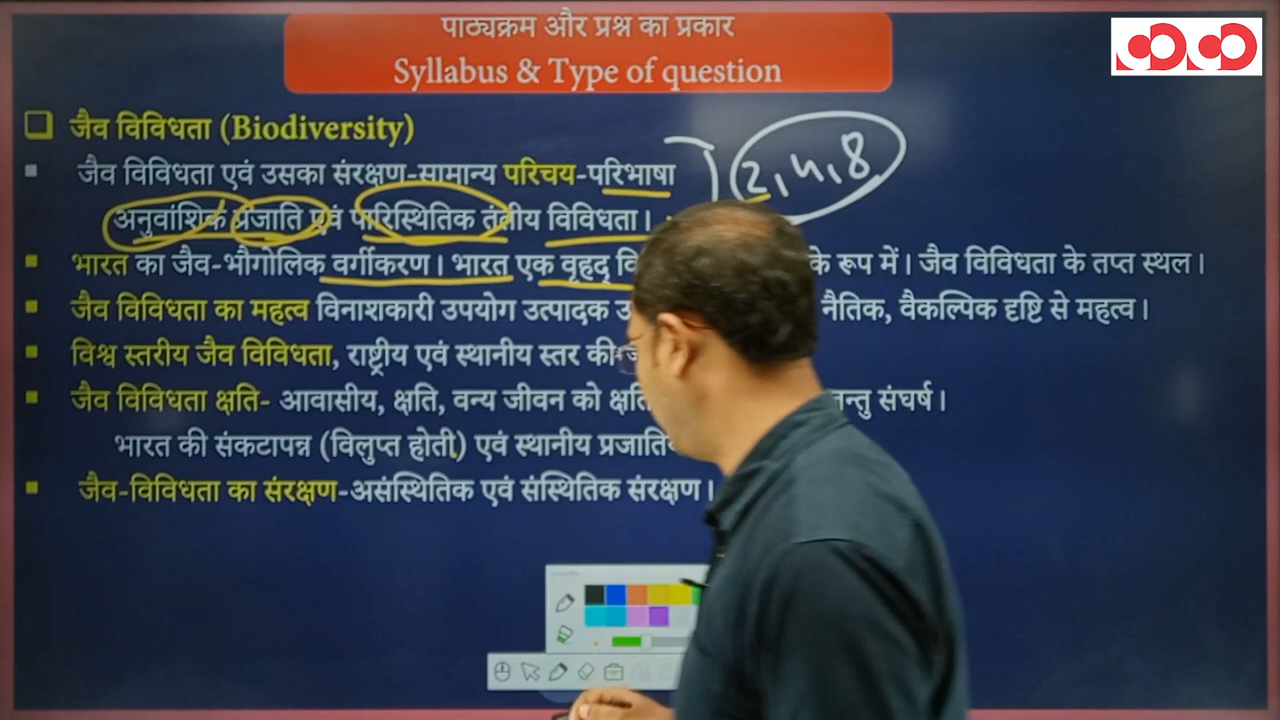 पाठ्यक्रम और प्रश्न का प्रकार
Syllabus & Type of question
जैव विविधता (Biodiversity)
जैव विविधता एवं उसका संरक्षण-सामान्य परिचय-परिभाषा
2, 4, 8
अनुवांशिक प्रजाति एवं पारिस्थितिक तंत्रीय विविधता।
भारत का जैव-भौगोलिक वर्गीकरण। भारत एक वृहद् के रूप में। जैव विविधता के तप्त स्थल।
जैव विविधता का महत्व विनाशकारी उपयोग उत्पादक नैतिक, वैकल्पिक दृष्टि से महत्व।
विश्व स्तरीय जैव विविधता, राष्ट्रीय एवं स्थानीय स्तर की
जैव विविधता क्षति- आवासीय, क्षति, वन्य जीवन को संघर्ष।
भारत की संकटापन्न (विलुप्त होती) एवं स्थानीय
जैव-विविधता का संरक्षण-असंस्थितिक एवं संस्थितिक संरक्षण।